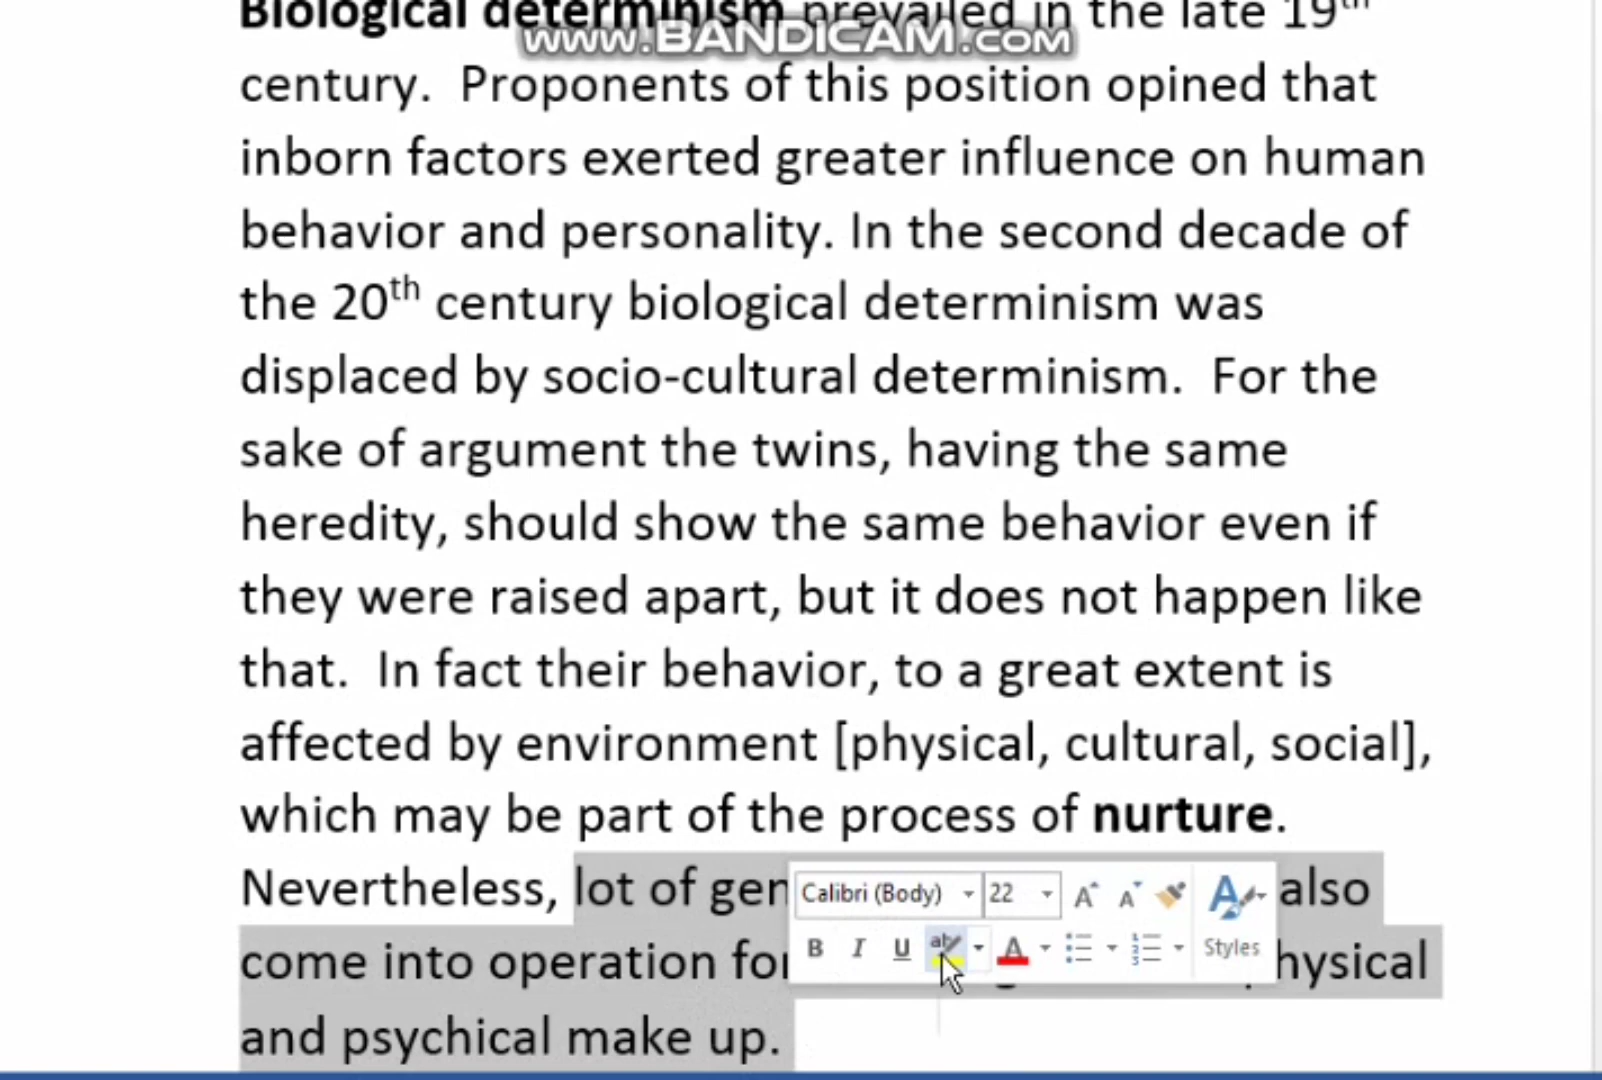 Biological determinism prevailed in the late 19th
www.BANDICAM.com
century. Proponents of this position opined that
inborn factors exerted greater influence on human
behavior and personality. In the second decade of
the 20th century biological determinism was
displaced by socio-cultural determinism. For the
sake of argument the twins, having the same
heredity, should show the same behavior even if
they were raised apart, but it does not happen like
that. In fact their behavior, to a great extent is
affected by environment [physical, cultural, social],
which may be part of the process of nurture.
Nevertheless, lot of also
Calibri (Body) 22
come into operation
B I U Styles
and psychical make up.